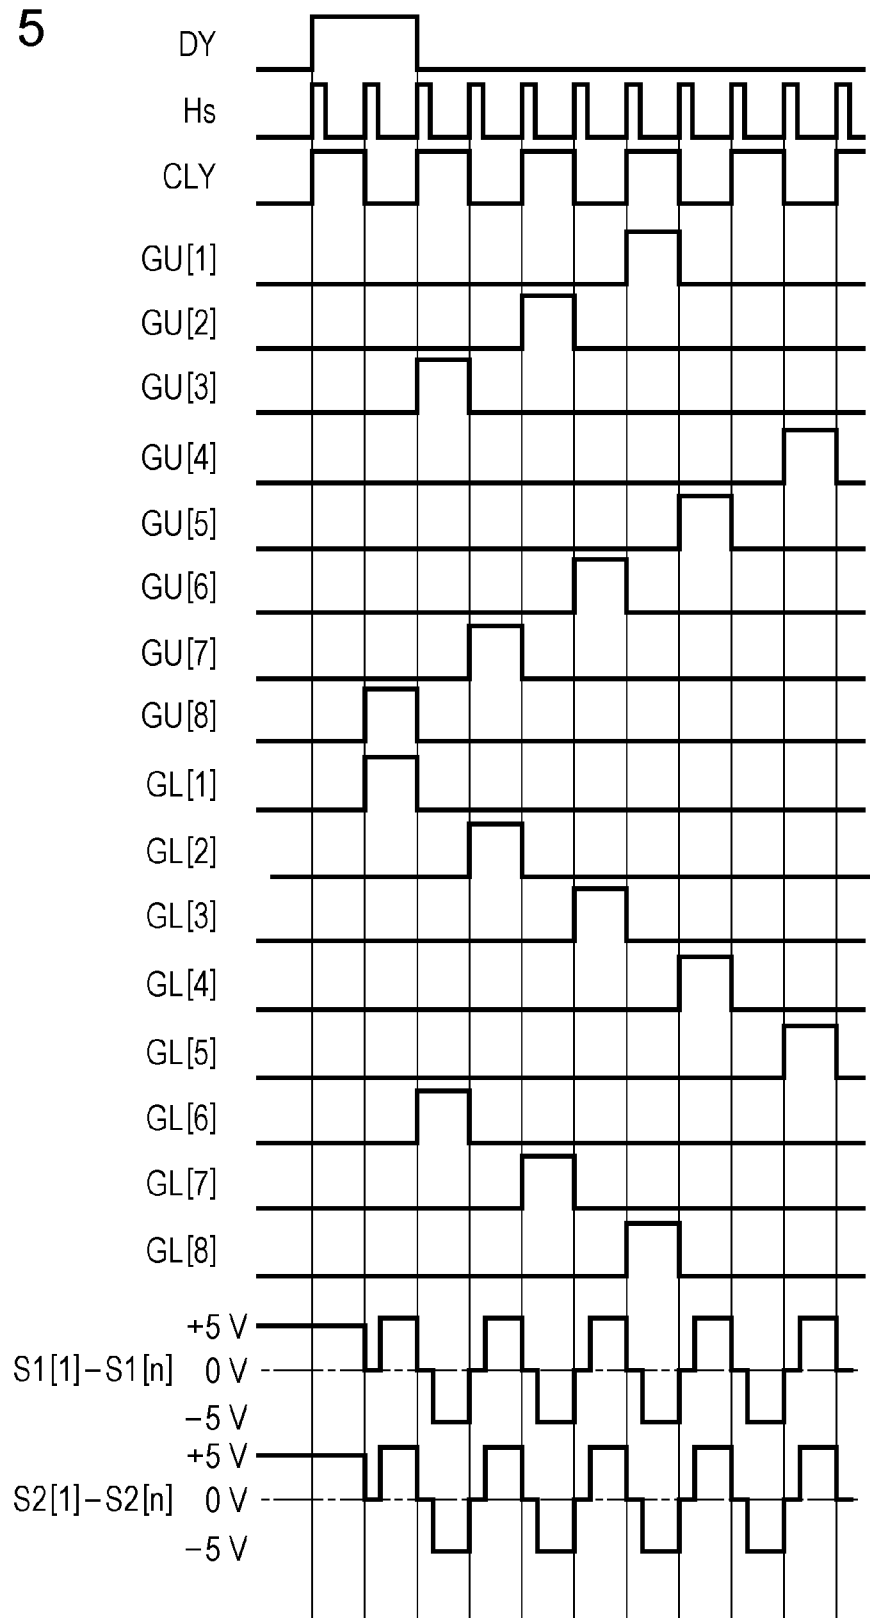 5
DY
Hs
CLY
GU[1]
GU[2]
GU[3]
GU[4]
GU[5]
GU[6]
GU[7]
GU[8]
GL[1]
GL[2]
GL[3]
GL[4]
GL[5]
GL[6]
GL[7]
GL[8]
+5 V
S1[1]−S1[n] 0 V
−5 V
+5 V
S2[1]−S2[n] 0 V
−5 V